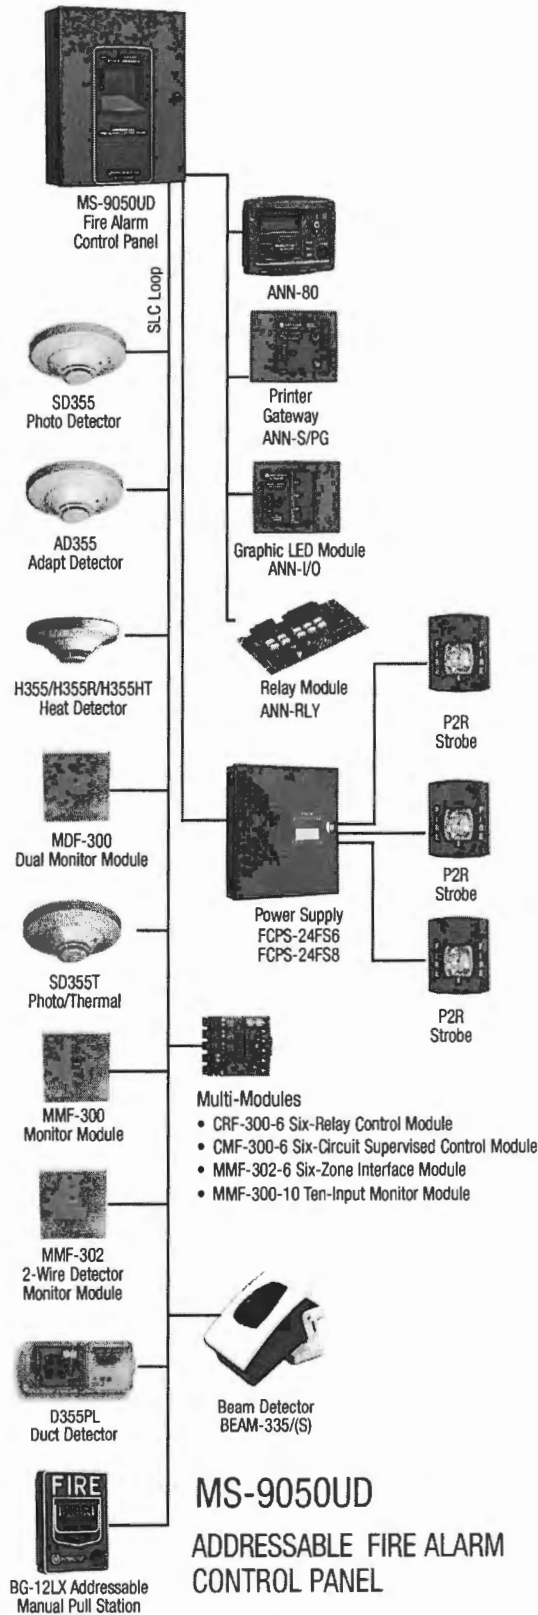 MS-9050UD
Fire Alarm
Control Panel
SLC Loop
ANN-80
SD355
Photo Detector
Printer
Gateway
ANN-S/PG
AD355
Adapt Detector
Graphic LED Module
ANN-I/O
H355/H355R/H355HT
Heat Detector
Relay Module
ANN-RLY
FIRE
FIRE
P2R
Strobe
MDF-300
Dual Monitor Module
FIRE
FIRE
P2R
Strobe
Power Supply
FCPS-24FS6
FCPS-24FS8
SD355T
Photo/Thermal
FIRE
FIRE
P2R
Strobe
Multi-Modules
• CRF-300-6 Six-Relay Control Module
• CMF-300-6 Six-Circuit Supervised Control Module
• MMF-302-6 Six-Zone Interface Module
• MMF-300-10 Ten-Input Monitor Module
MMF-300
Monitor Module
MMF-302
2-Wire Detector
Monitor Module
Beam Detector
BEAM-335/(S)
D355PL
Duct Detector
FIRE
BG-12LX Addressable
Manual Pull Station
MS-9050UD
ADDRESSABLE FIRE ALARM
CONTROL PANEL